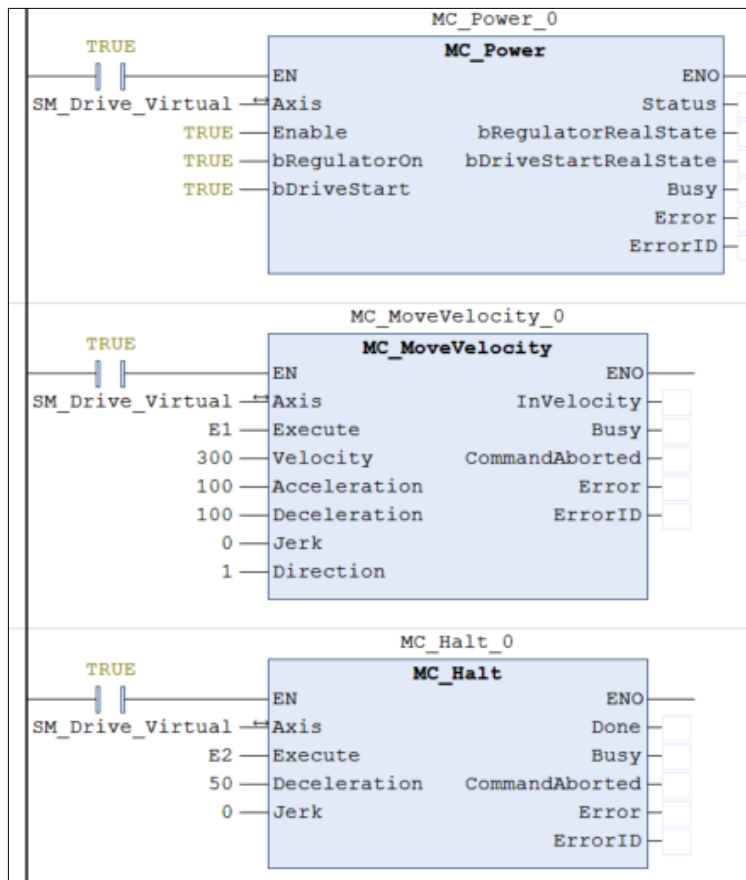 MC_Power_0
TRUE
MC_Power
EN ENO
SM_Drive_Virtual Axis Status
TRUE Enable bRegulatorRealState
TRUE bRegulatorOn bDriveStartRealState
TRUE bDriveStart Busy
Error
ErrorID
MC_MoveVelocity_0
TRUE
MC_MoveVelocity
EN ENO
SM_Drive_Virtual Axis InVelocity
E1 Execute Busy
300 Velocity CommandAborted
100 Acceleration Error
100 Deceleration ErrorID
0 Jerk
1 Direction
MC_Halt_0
TRUE
MC_Halt
EN ENO
SM_Drive_Virtual Axis Done
E2 Execute Busy
50 Deceleration CommandAborted
0 Jerk Error
ErrorID